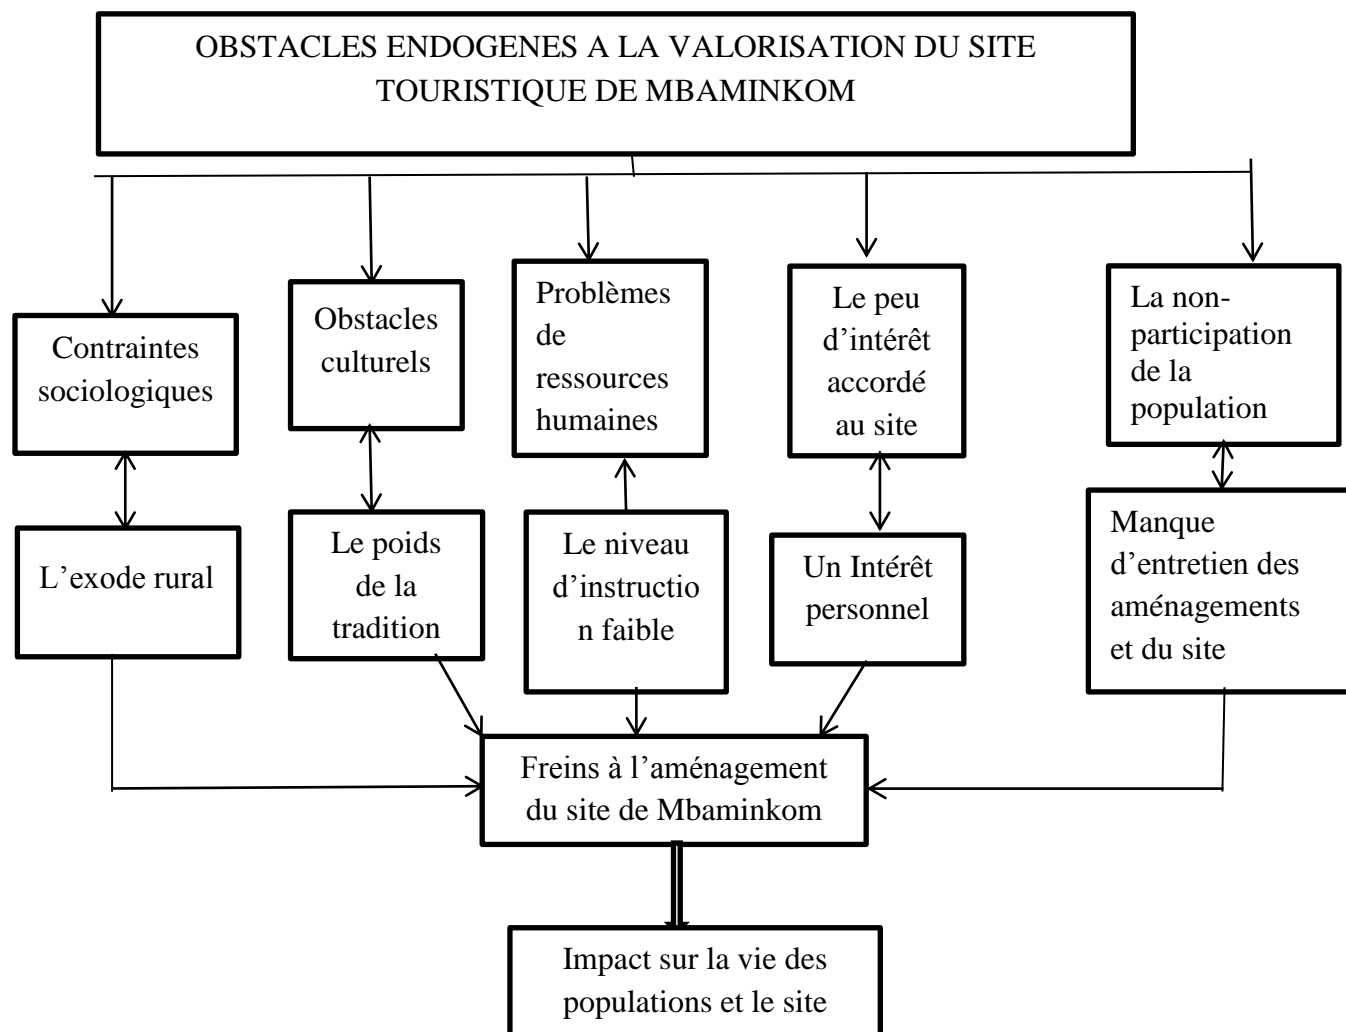 OBSTACLES ENDOGENES A LA VALORISATION DU SITE
TOURISTIQUE DE MBAMINKOM
Contraintes
sociologiques
Obstacles
culturels
Problèmes
de
ressources
humaines
Le peu
d’intérêt
accordé
au site
La non-
participation
de la
population
L’exode rural
Le poids
de la
tradition
Le niveau
d’instructio
n faible
Un Intérêt
personnel
Manque
d’entretien des
aménagements
et du site
Freins à l’aménagement
du site de Mbaminkom
Impact sur la vie des
populations et le site